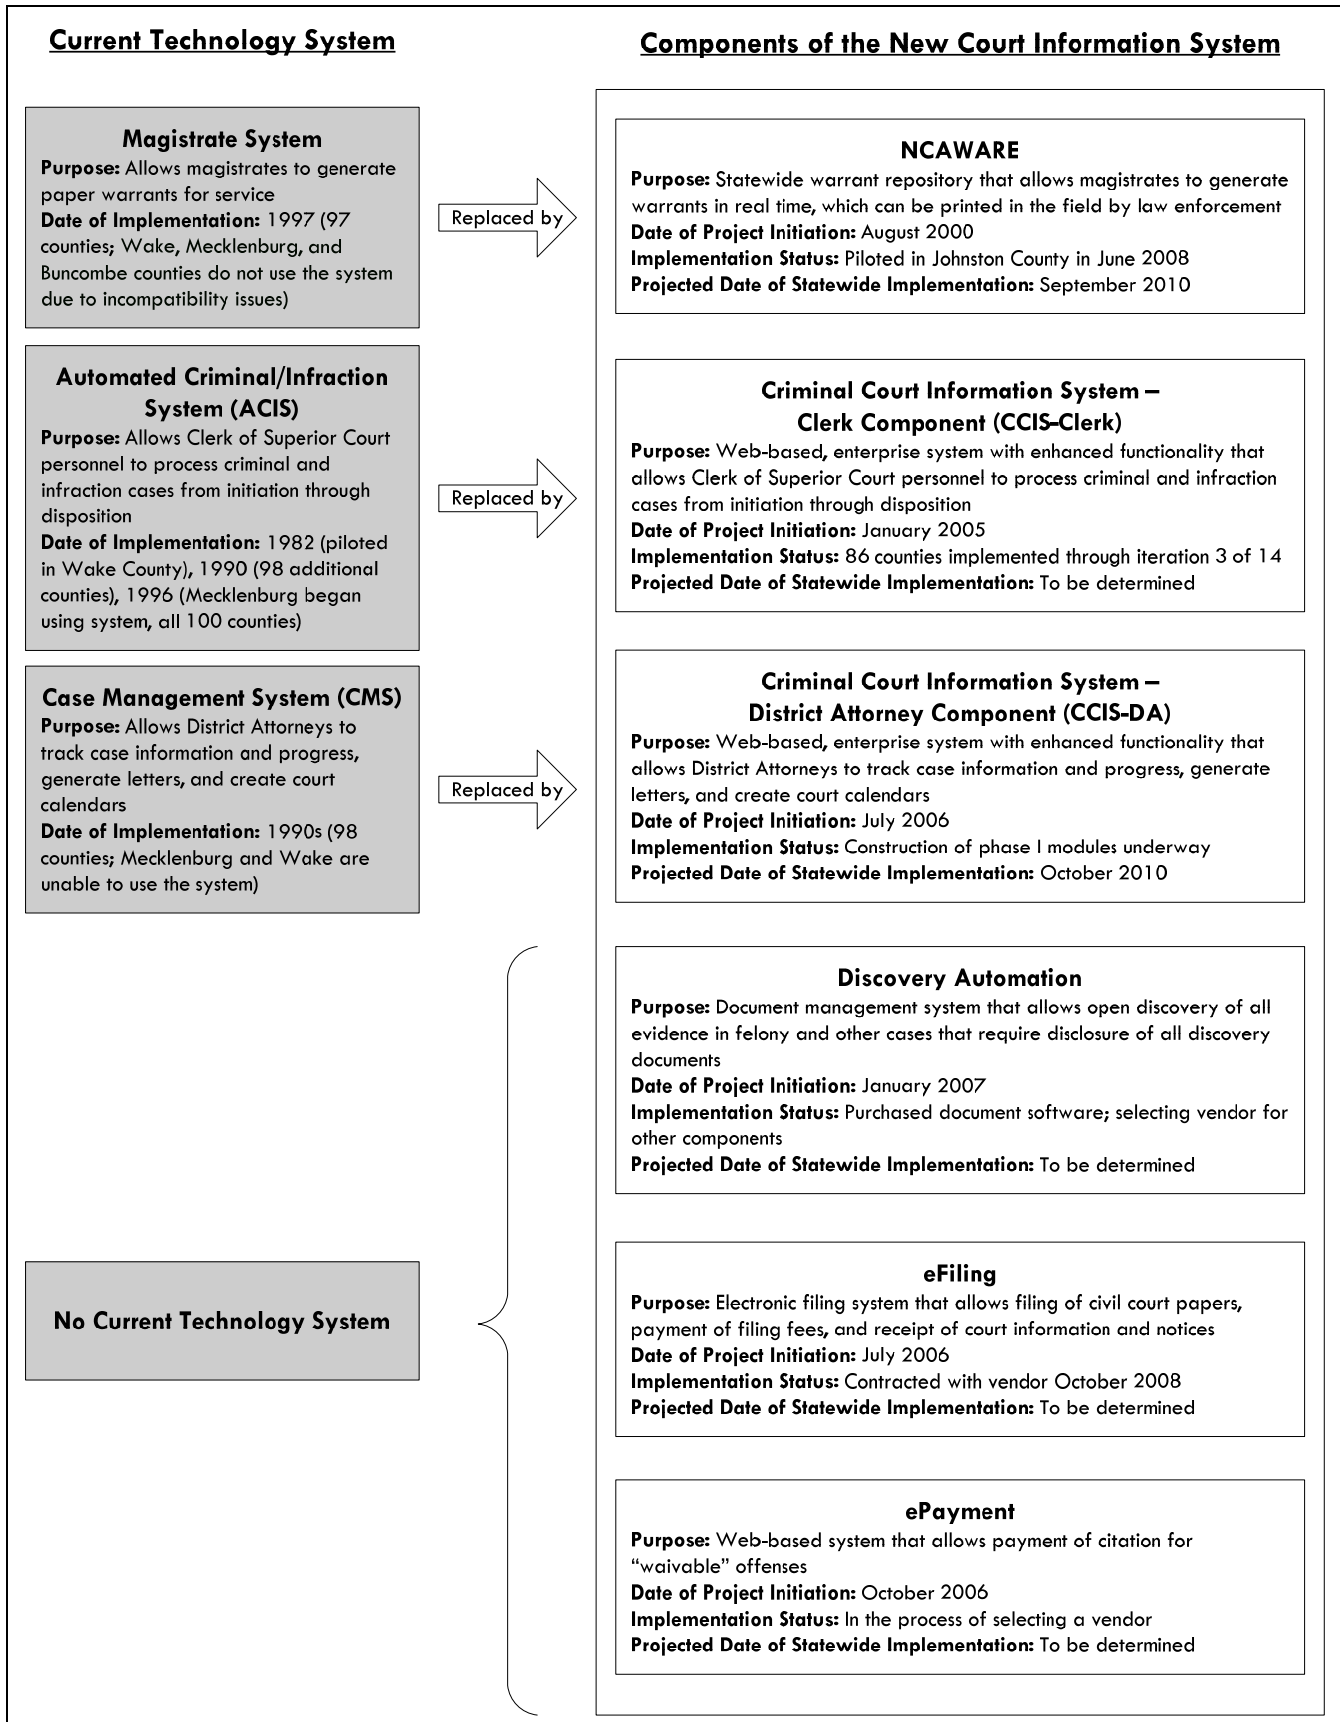 Current Technology System
Components of the New Court Information System
Magistrate System
Purpose: Allows magistrates to generate
paper warrants for service
Date of Implementation: 1997 (97
counties; Wake, Mecklenburg, and
Buncombe counties do not use the system
due to incompatibility issues)
Replaced by
NCAWARE
Purpose: Statewide warrant repository that allows magistrates to generate
warrants in real time, which can be printed in the field by law enforcement
Date of Project Initiation: August 2000
Implementation Status: Piloted in Johnston County in June 2008
Projected Date of Statewide Implementation: September 2010
Automated Criminal/Infraction
System (ACIS)
Purpose: Allows Clerk of Superior Court
personnel to process criminal and
infraction cases from initiation through
disposition
Date of Implementation: 1982 (piloted
in Wake County), 1990 (98 additional
counties), 1996 (Mecklenburg began
using system, all 100 counties)
Replaced by
Criminal Court Information System –
Clerk Component (CCIS-Clerk)
Purpose: Web-based, enterprise system with enhanced functionality that
allows Clerk of Superior Court personnel to process criminal and infraction
cases from initiation through disposition
Date of Project Initiation: January 2005
Implementation Status: 86 counties implemented through iteration 3 of 14
Projected Date of Statewide Implementation: To be determined
Case Management System (CMS)
Purpose: Allows District Attorneys to
track case information and progress,
generate letters, and create court
calendars
Date of Implementation: 1990s (98
counties; Mecklenburg and Wake are
unable to use the system)
Replaced by
Criminal Court Information System –
District Attorney Component (CCIS-DA)
Purpose: Web-based, enterprise system with enhanced functionality that
allows District Attorneys to track case information and progress, generate
letters, and create court calendars
Date of Project Initiation: July 2006
Implementation Status: Construction of phase I modules underway
Projected Date of Statewide Implementation: October 2010
No Current Technology System
Discovery Automation
Purpose: Document management system that allows open discovery of all
evidence in felony and other cases that require disclosure of all discovery
documents
Date of Project Initiation: January 2007
Implementation Status: Purchased document software; selecting vendor for
other components
Projected Date of Statewide Implementation: To be determined
eFiling
Purpose: Electronic filing system that allows filing of civil court papers,
payment of filing fees, and receipt of court information and notices
Date of Project Initiation: July 2006
Implementation Status: Contracted with vendor October 2008
Projected Date of Statewide Implementation: To be determined
ePayment
Purpose: Web-based system that allows payment of citation for
“waivable” offenses
Date of Project Initiation: October 2006
Implementation Status: In the process of selecting a vendor
Projected Date of Statewide Implementation: To be determined